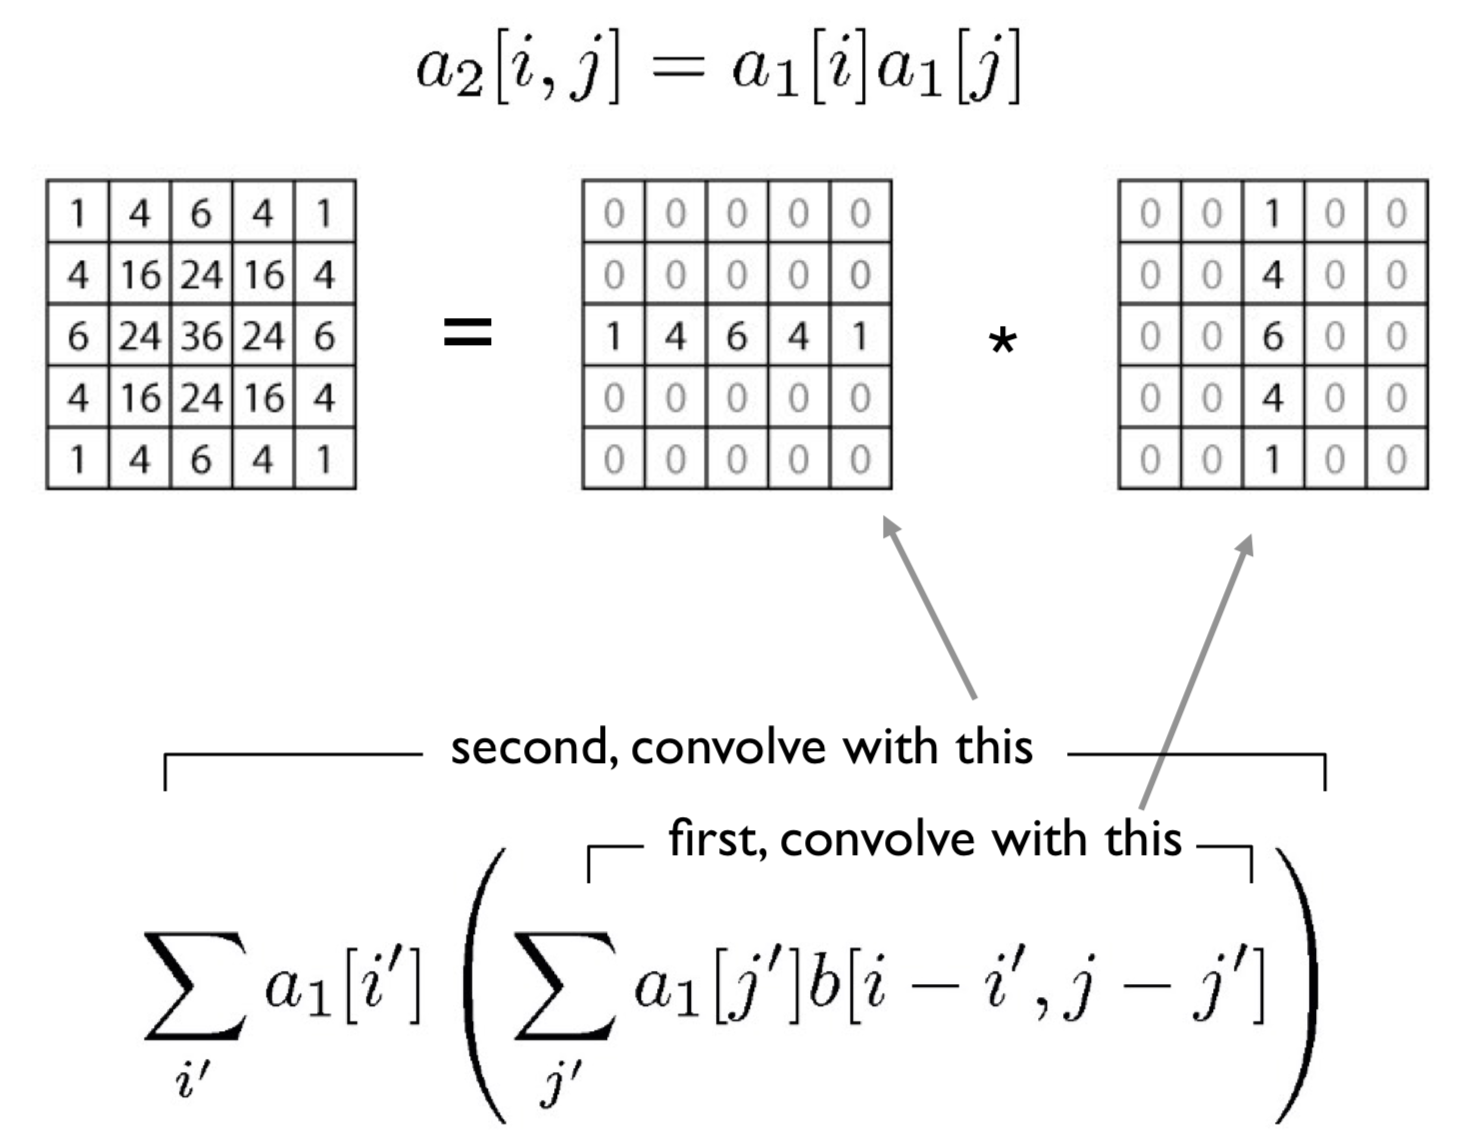 a₂[i, j] = a₁[i]a₁[j]
1 4 6 4 1 0 0 0 0 0 0 0 1 0 0
4 16 24 16 4 0 0 0 0 0 0 0 4 0 0
6 24 36 24 6 = 1 4 6 4 1 * 0 0 6 0 0
4 16 24 16 4 0 0 0 0 0 0 0 4 0 0
1 4 6 4 1 0 0 0 0 0 0 0 1 0 0
second, convolve with this
first, convolve with this
∑ a₁[i′] ( ∑ a₁[j′]b[i − i′, j − j′] )
i′ j′